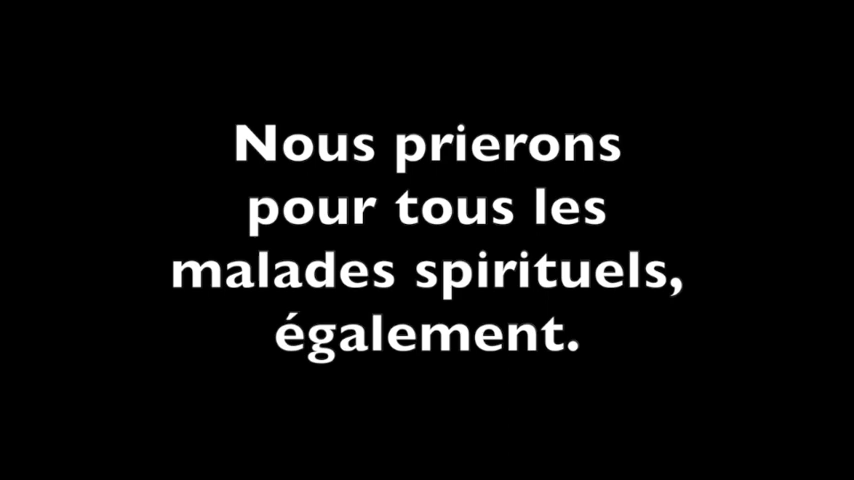 Nous prierons
pour tous les
malades spirituels,
également.